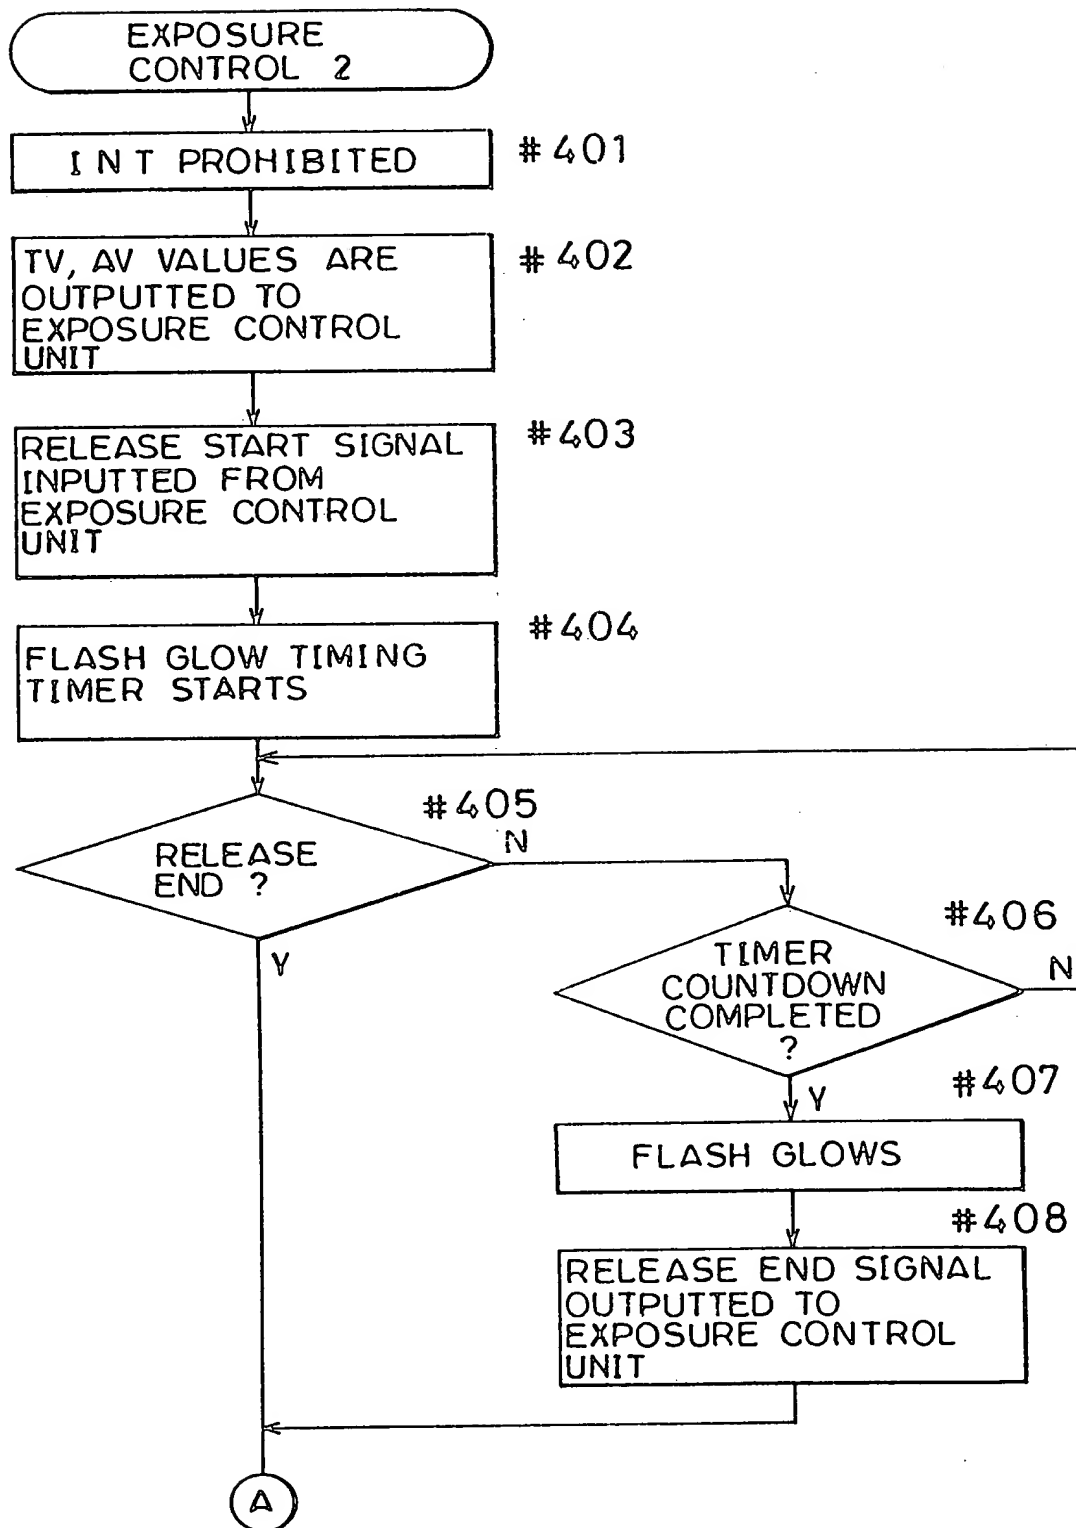 EXPOSURE
CONTROL 2
INT PROHIBITED
#401
TV, AV VALUES ARE
OUTPUTTED TO
EXPOSURE CONTROL
UNIT
#402
RELEASE START SIGNAL
INPUTTED FROM
EXPOSURE CONTROL
UNIT
#403
FLASH GLOW TIMING
TIMER STARTS
#404
RELEASE
END ?
#405
N
Y
TIMER
COUNTDOWN
COMPLETED
?
#406
N
Y
#407
FLASH GLOWS
#408
RELEASE END SIGNAL
OUTPUTTED TO
EXPOSURE CONTROL
UNIT
A